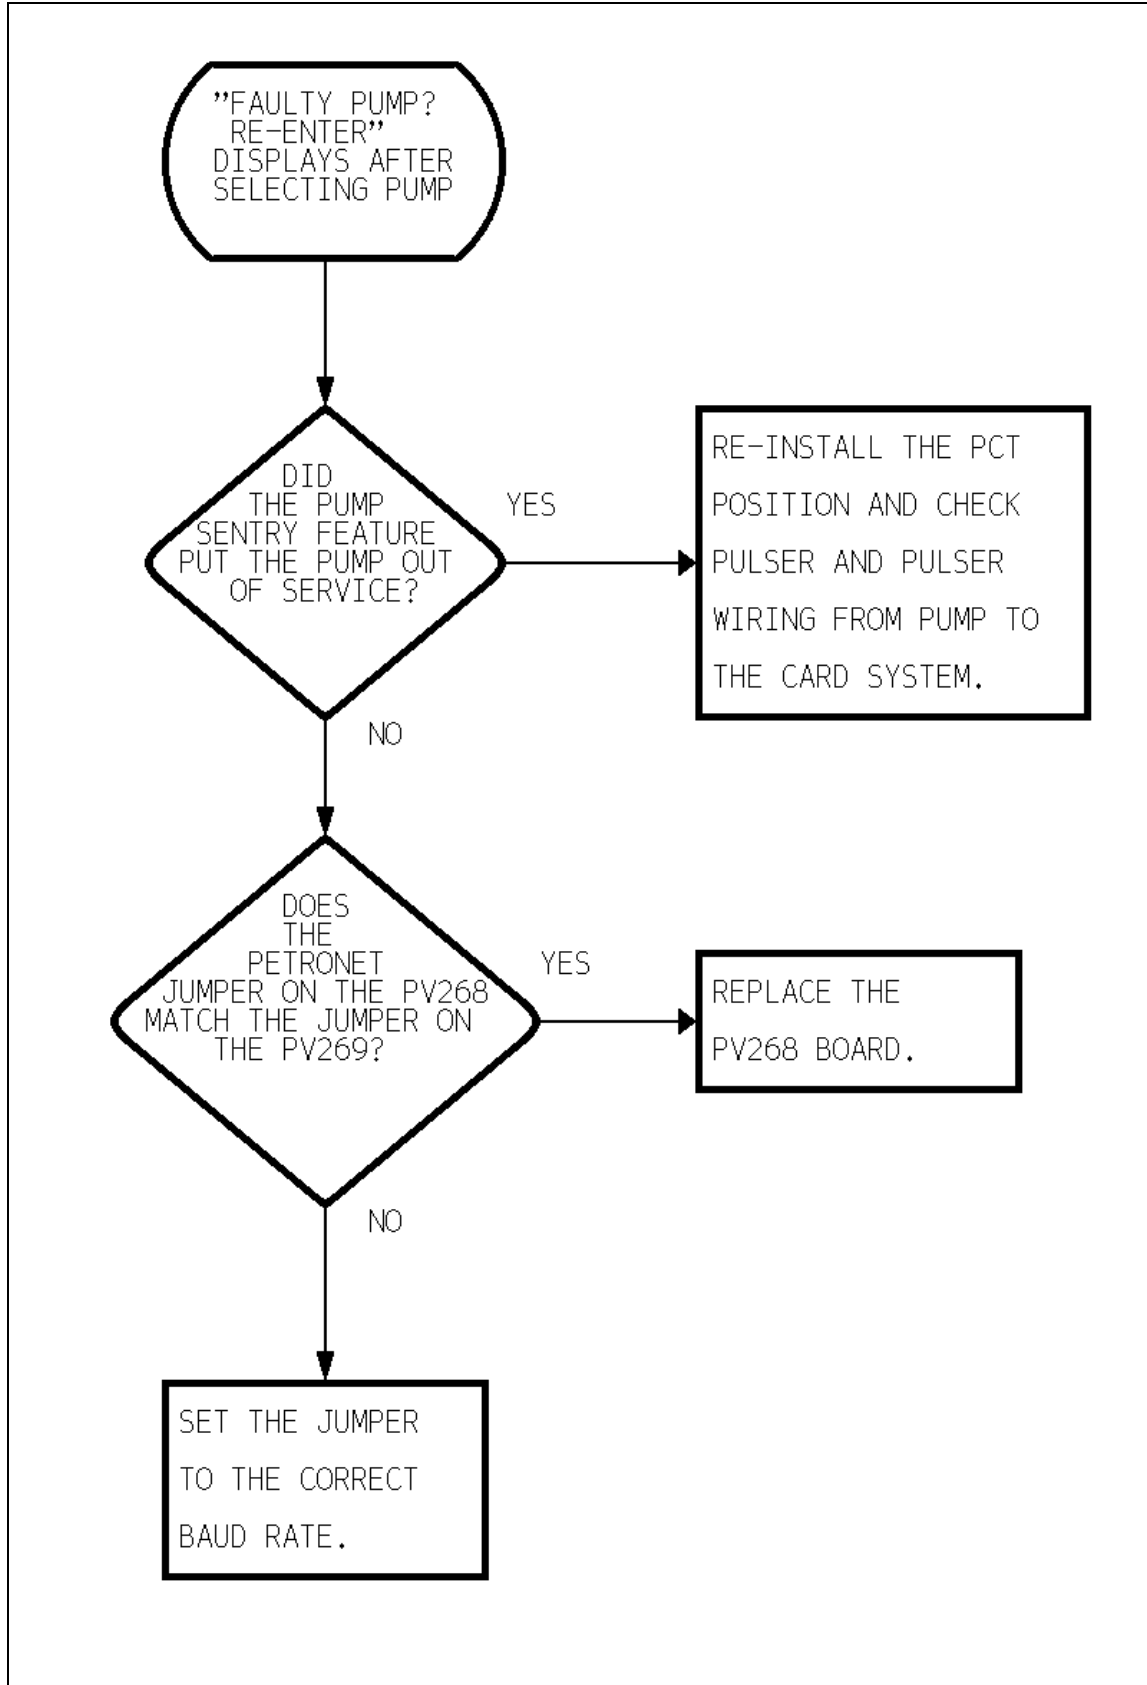 ”FAULTY PUMP?
RE-ENTER”
DISPLAYS AFTER
SELECTING PUMP
DID
THE PUMP
SENTRY FEATURE
PUT THE PUMP OUT
OF SERVICE?
YES
RE-INSTALL THE PCT
POSITION AND CHECK
PULSER AND PULSER
WIRING FROM PUMP TO
THE CARD SYSTEM.
NO
DOES
THE
PETRONET
JUMPER ON THE PV268
MATCH THE JUMPER ON
THE PV269?
YES
REPLACE THE
PV268 BOARD.
NO
SET THE JUMPER
TO THE CORRECT
BAUD RATE.